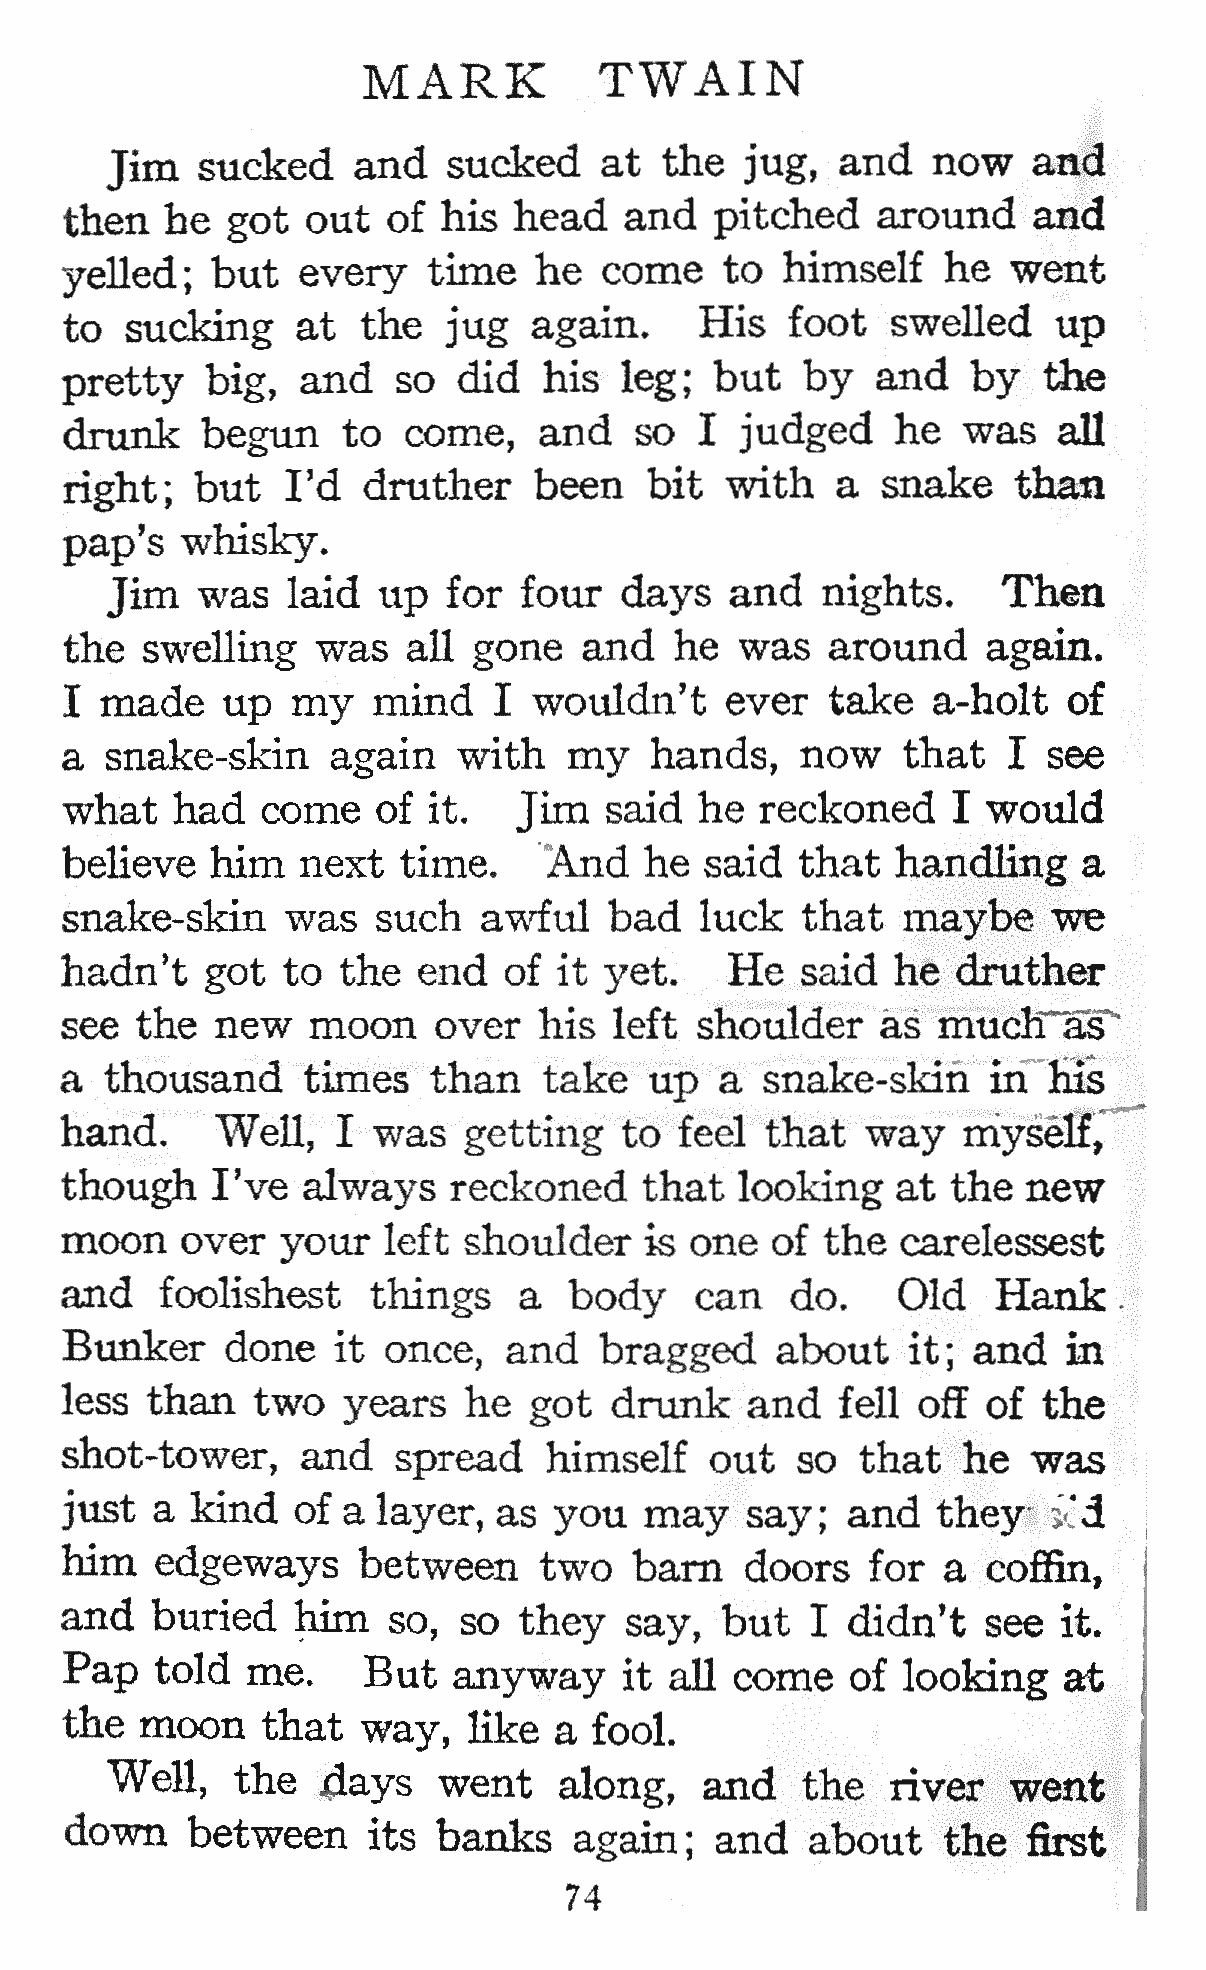 MARK TWAIN
Jim sucked and sucked at the jug, and now and
then he got out of his head and pitched around and
yelled; but every time he come to himself he went
to sucking at the jug again. His foot swelled up
pretty big, and so did his leg; but by and by the
drunk begun to come, and so I judged he was all
right; but I'd druther been bit with a snake than
pap's whisky.
Jim was laid up for four days and nights. Then
the swelling was all gone and he was around again.
I made up my mind I wouldn't ever take a-holt of
a snake-skin again with my hands, now that I see
what had come of it. Jim said he reckoned I would
believe him next time. And he said that handling a
snake-skin was such awful bad luck that maybe we
hadn't got to the end of it yet. He said he druther
see the new moon over his left shoulder as much as
a thousand times than take up a snake-skin in his
hand. Well, I was getting to feel that way myself,
though I've always reckoned that looking at the new
moon over your left shoulder is one of the carelessest
and foolishest things a body can do. Old Hank
Bunker done it once, and bragged about it; and in
less than two years he got drunk and fell off of the
shot-tower, and spread himself out so that he was
just a kind of a layer, as you may say; and they
him edgeways between two barn doors for a coffin,
and buried him so, so they say, but I didn't see it.
Pap told me. But anyway it all come of looking at
the moon that way, like a fool.
Well, the days went along, and the river went
down between its banks again; and about the first
74